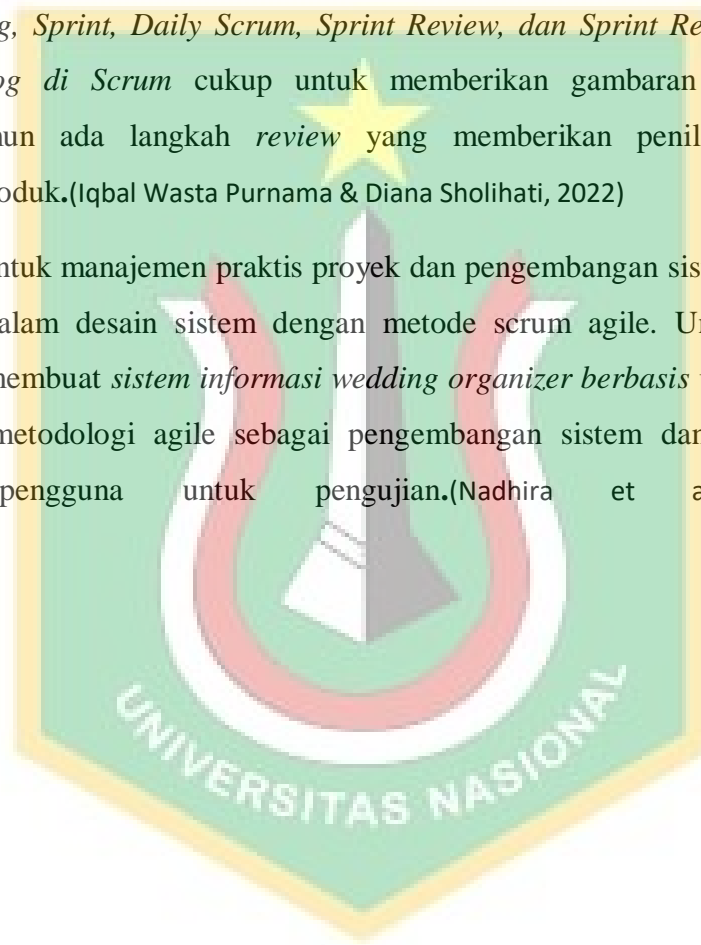 g, Sprint, Daily Scrum, Sprint Review, dan Sprint Re
og di Scrum cukup untuk memberikan gambaran
nun ada langkah review yang memberikan penil
oduk.(Iqbal Wasta Purnama & Diana Sholihati, 2022)
ntuk manajemen praktis proyek dan pengembangan sis
alam desain sistem dengan metode scrum agile. Un
nembuat sistem informasi wedding organizer berbasis
metodologi agile sebagai pengembangan sistem dan
pengguna untuk pengujian.(Nadhira et a
UNIVERSITAS NASIONAL